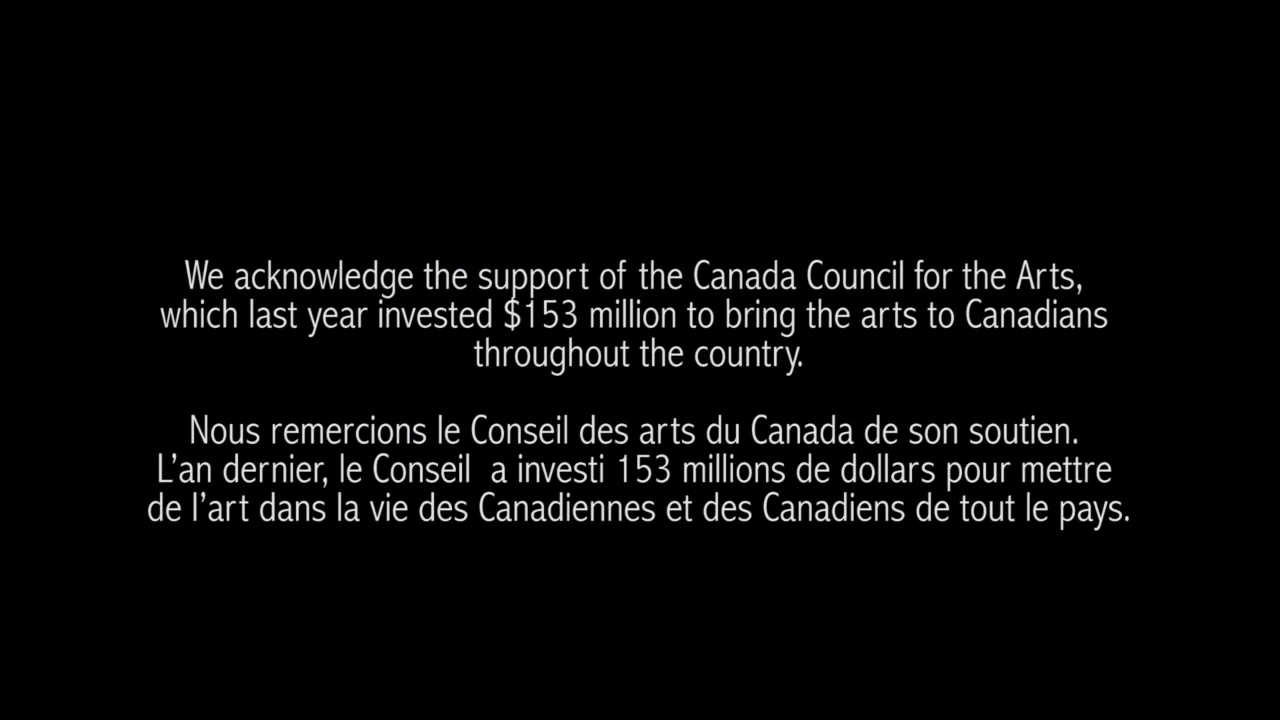 We acknowledge the support of the Canada Council for the Arts,
which last year invested $153 million to bring the arts to Canadians
throughout the country.
Nous remercions le Conseil des arts du Canada de son soutien.
L’an dernier, le Conseil  a investi 153 millions de dollars pour mettre
de l’art dans la vie des Canadiennes et des Canadiens de tout le pays.